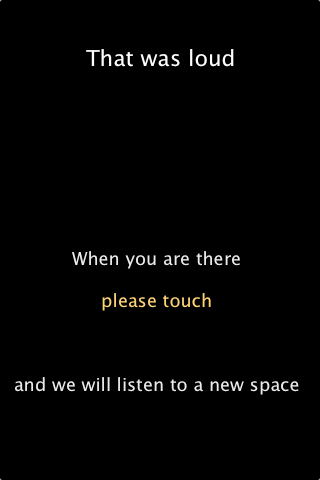 That was loud
When you are there
please touch
and we will listen to a new space